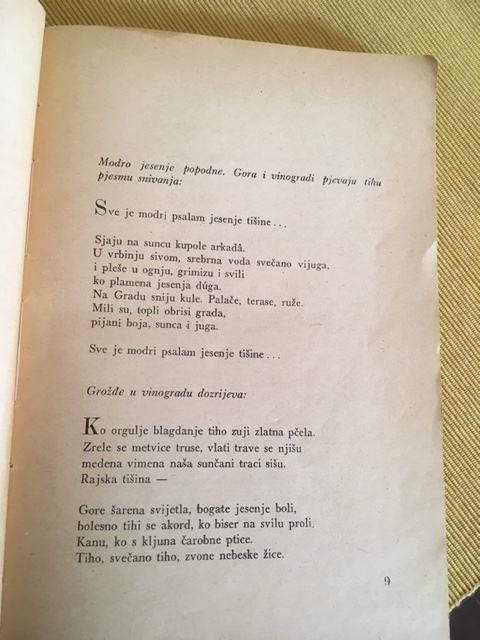 Modro jesenje popodne. Gora i vinogradi pjevaju tihu
pjesmu snivanja:
Sve je modri psalam jesenje tišine...
Sjaju na suncu kupole arkadâ.
U vrbinju sivom, srebrna voda svečano vijuga.
i pleše u ognju, grimizu i svili
ko plamena jesenja dúga.
Na Gradu sniju kule. Palače, terase, ruže.
Mili su, topli obrisi grada,
pijani boja, sunca i juga.
Sve je modri psalam jesenje tišine...
Grožđe u vinogradu dozrijeva:
Ko orgulje blagdanje tiho zuji zlatna pčela.
Zrele se metvice truse, vlati trave se njišu
medena vimena naša sunčani traci sišu.
Rajska tišina —
Gore šarena svijetla, bogate jesenje boli,
bolesno tihi se akord, ko biser na svilu proli.
Kanu, ko s kljuna čarobne ptice.
Tiho, svečano tiho, zvone nebeske žice.
9